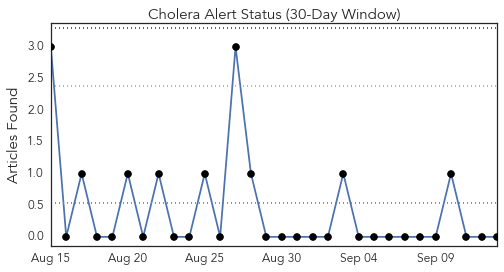 Cholera Alert Status (30-Day Window)
Articles Found
3.0
2.5
2.0
1.5
1.0
0.5
0.0
Aug 15
Aug 20
Aug 25
Aug 30
Sep 04
Sep 09